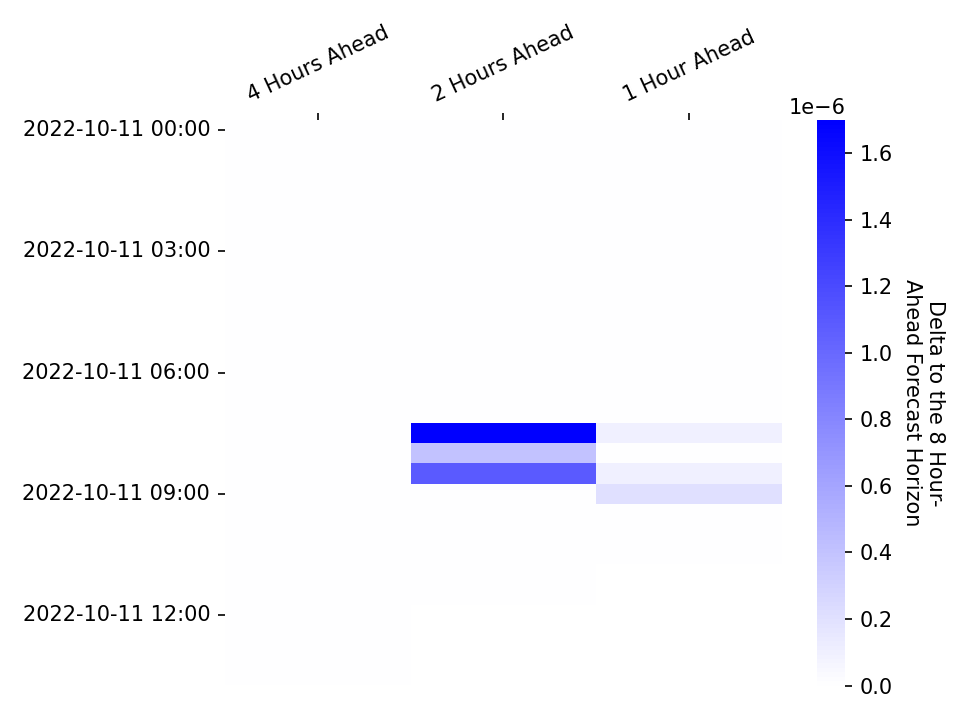 4 Hours Ahead
2 Hours Ahead
1 Hour Ahead
1e−6
2022-10-11 00:00
2022-10-11 03:00
2022-10-11 06:00
2022-10-11 09:00
2022-10-11 12:00
1.6
1.4
1.2
1.0
0.8
0.6
0.4
0.2
0.0
Delta to the 8 Hour-
Ahead Forecast Horizon